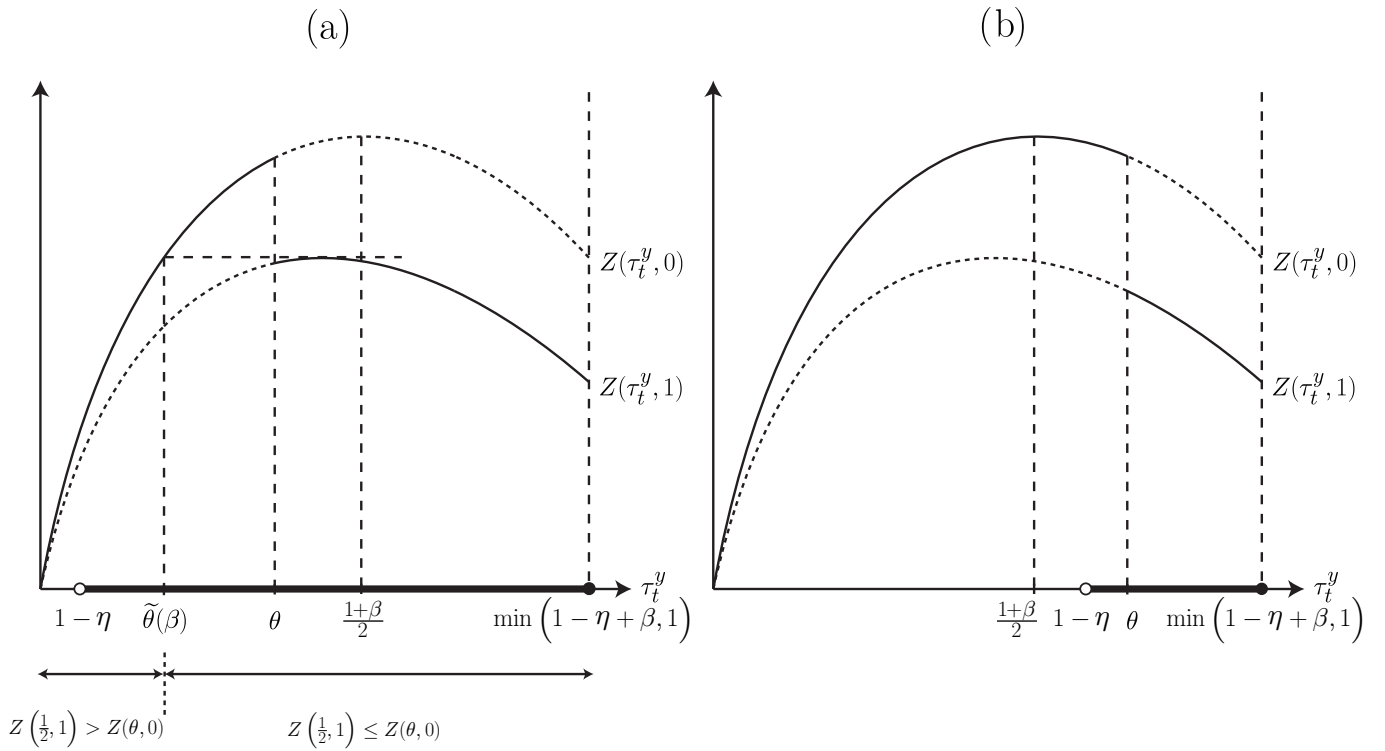 (a)
(b)
Z(τ_t^y, 0)
Z(τ_t^y, 0)
Z(τ_t^y, 1)
Z(τ_t^y, 1)
τ_t^y
τ_t^y
1 − η
θ̃(β)
θ
(1+β)/2
min (1 − η + β, 1)
(1+β)/2
1 − η
θ
min (1 − η + β, 1)
Z (1/2, 1) > Z(θ, 0)
Z (1/2, 1) ≤ Z(θ, 0)